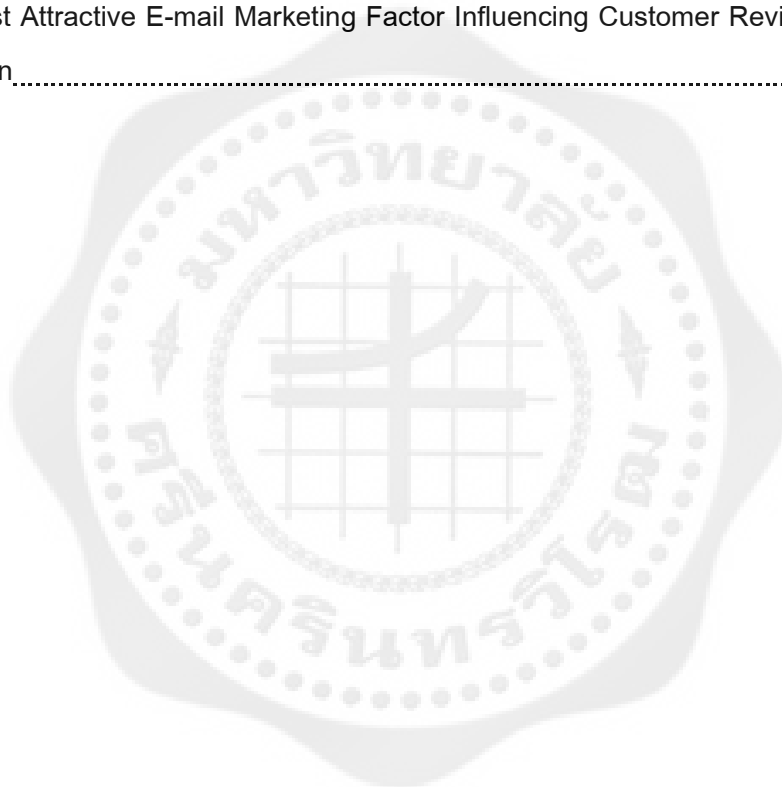 st Attractive E-mail Marketing Factor Influencing Customer Revi
n................................................................................
มหาวิทยาลัย
ศรีนครินทรวิโรฒ